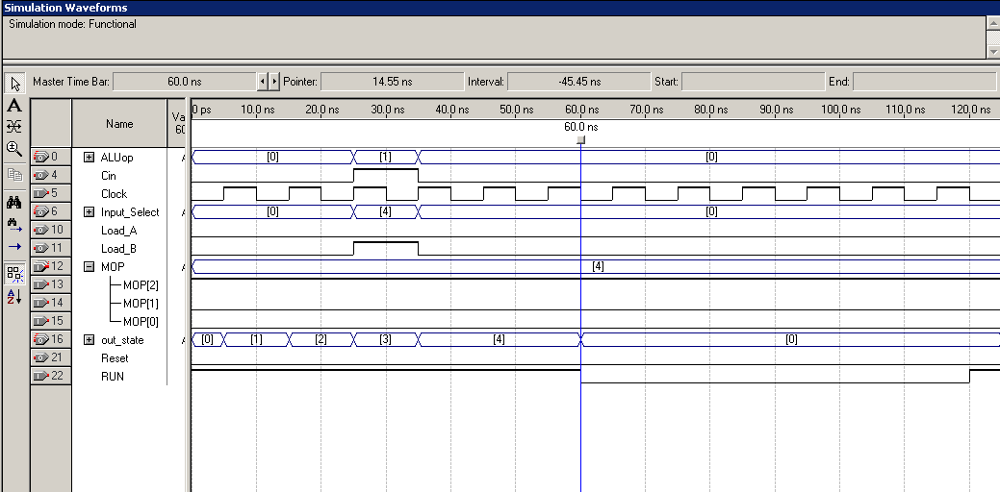 Simulation Waveforms
Simulation mode: Functional
Master Time Bar: 60.0 ns Pointer: 14.55 ns Interval: -45.45 ns Start: End:
Name Va 60 0 ps 10.0 ns 20.0 ns 30.0 ns 40.0 ns 50.0 ns 60.0 ns 70.0 ns 80.0 ns 90.0 ns 100.0 ns 110.0 ns 120.0 ns
60.0 ns
0 ALUop A [0] [1] [0]
4 Cin
5 Clock
6 Input_Select A [0] [4] [0]
10 Load_A
11 Load_B
12 MOP A [4]
13 MOP[2]
14 MOP[1]
15 MOP[0]
16 out_state A [0] [1] [2] [3] [4] [0]
21 Reset
22 RUN